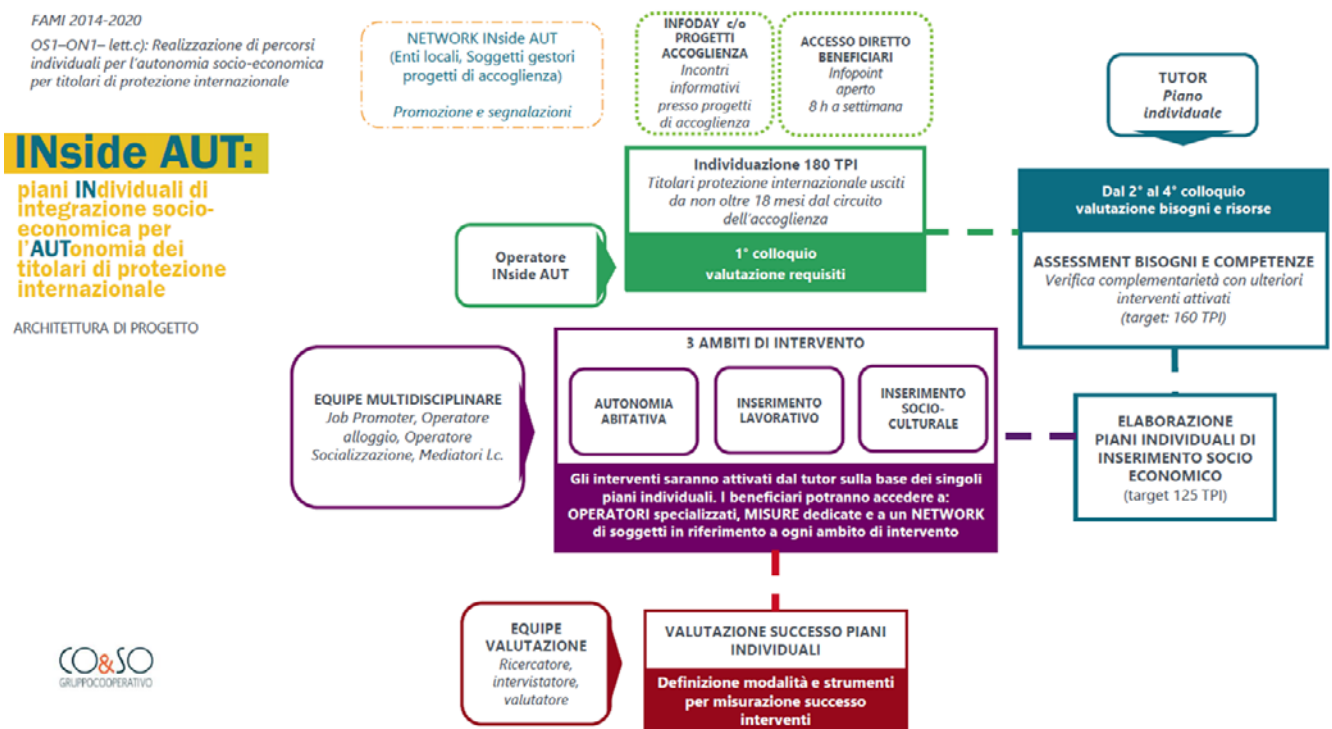 FAMI 2014-2020
OS1–ON1– lett.c): Realizzazione di percorsi
individuali per l'autonomia socio-economica
per titolari di protezione internazionale
INside AUT:
piani INdividuali di
integrazione socio-
economica per
l'AUTonomia dei
titolari di protezione
internazionale
ARCHITETTURA DI PROGETTO
NETWORK INside AUT
(Enti locali, Soggetti gestori
progetti di accoglienza)
Promozione e segnalazioni
INFODAY c/o
PROGETTI
ACCOGLIENZA
Incontri
informativi
presso progetti
di accoglienza
ACCESSO DIRETTO
BENEFICIARI
Infopoint
aperto
8 h a settimana
TUTOR
Piano
individuale
Individuazione 180 TPI
Titolari protezione internazionale usciti
da non oltre 18 mesi dal circuito
dell'accoglienza
1° colloquio
valutazione requisiti
Operatore
INside AUT
Dal 2° al 4° colloquio
valutazione bisogni e risorse
ASSESSMENT BISOGNI E COMPETENZE
Verifica complementarietà con ulteriori
interventi attivati
(target: 160 TPI)
3 AMBITI DI INTERVENTO
AUTONOMIA
ABITATIVA
INSERIMENTO
LAVORATIVO
INSERIMENTO
SOCIO-
CULTURALE
Gli interventi saranno attivati dal tutor sulla base dei singoli
piani individuali. I beneficiari potranno accedere a:
OPERATORI specializzati, MISURE dedicate e a un NETWORK
di soggetti in riferimento a ogni ambito di intervento
EQUIPE MULTIDISCIPLINARE
Job Promoter, Operatore
alloggio, Operatore
Socializzazione, Mediatori Lc.
ELABORAZIONE
PIANI INDIVIDUALI DI
INSERIMENTO SOCIO
ECONOMICO
(target 125 TPI)
EQUIPE
VALUTAZIONE
Ricercatore,
intervistatore,
valutatore
VALUTAZIONE SUCCESSO PIANI
INDIVIDUALI
Definizione modalità e strumenti
per misurazione successo
interventi
CO&SO
GRUPPOCOOPERATIVO